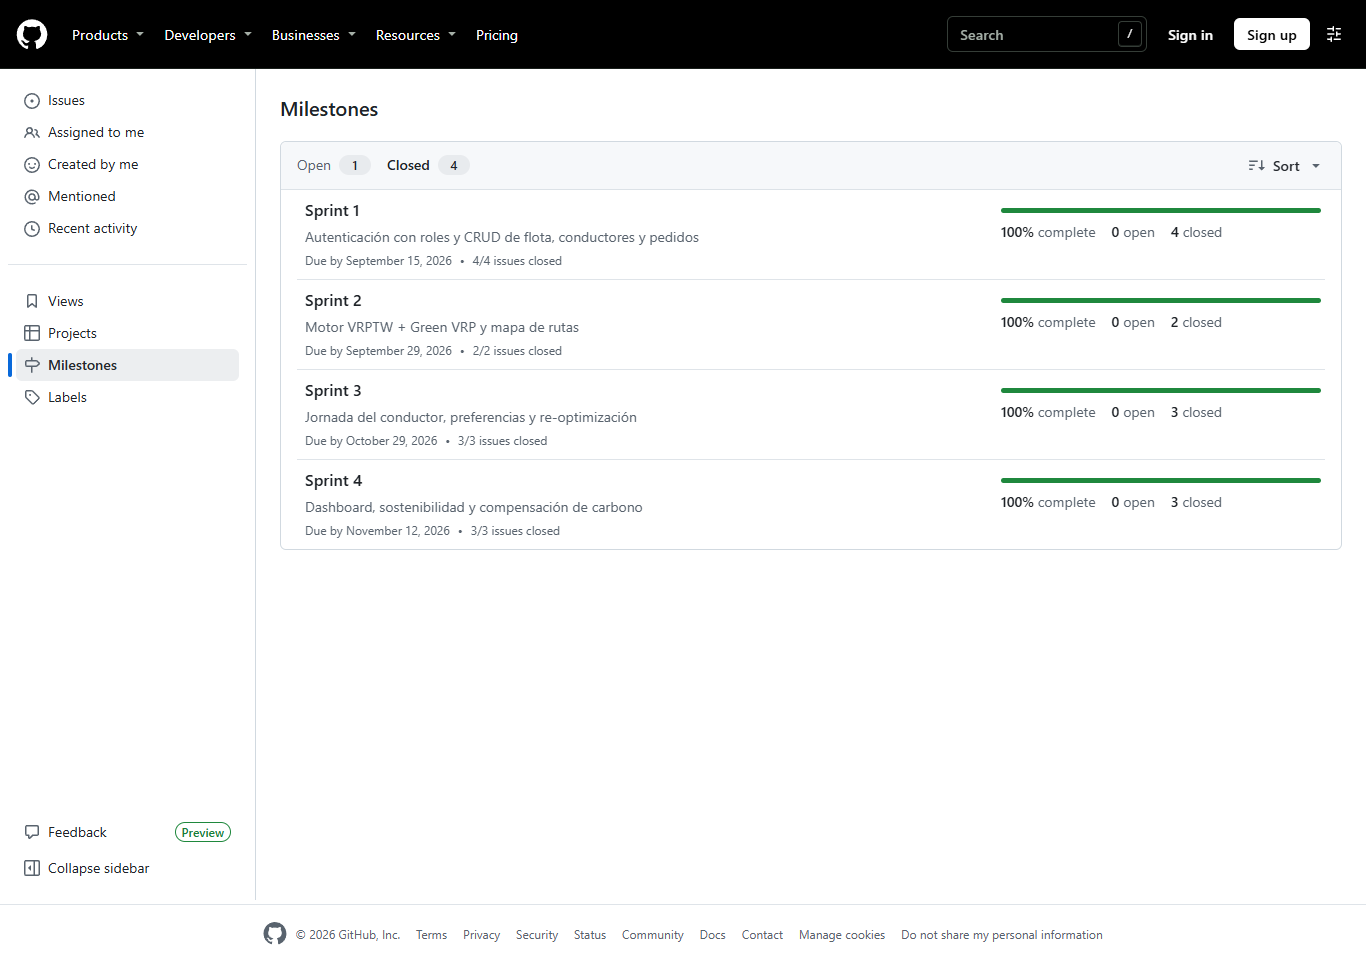 Products Developers Businesses Resources Pricing Search / Sign in Sign up
Issues
Assigned to me
Created by me
Mentioned
Recent activity
Views
Projects
Milestones
Labels
Feedback Preview
Collapse sidebar
Milestones
Open 1 Closed 4 Sort
Sprint 1
Autenticación con roles y CRUD de flota, conductores y pedidos
Due by September 15, 2026 • 4/4 issues closed
100% complete 0 open 4 closed
Sprint 2
Motor VRPTW + Green VRP y mapa de rutas
Due by September 29, 2026 • 2/2 issues closed
100% complete 0 open 2 closed
Sprint 3
Jornada del conductor, preferencias y re-optimización
Due by October 29, 2026 • 3/3 issues closed
100% complete 0 open 3 closed
Sprint 4
Dashboard, sostenibilidad y compensación de carbono
Due by November 12, 2026 • 3/3 issues closed
100% complete 0 open 3 closed
© 2026 GitHub, Inc. Terms Privacy Security Status Community Docs Contact Manage cookies Do not share my personal information